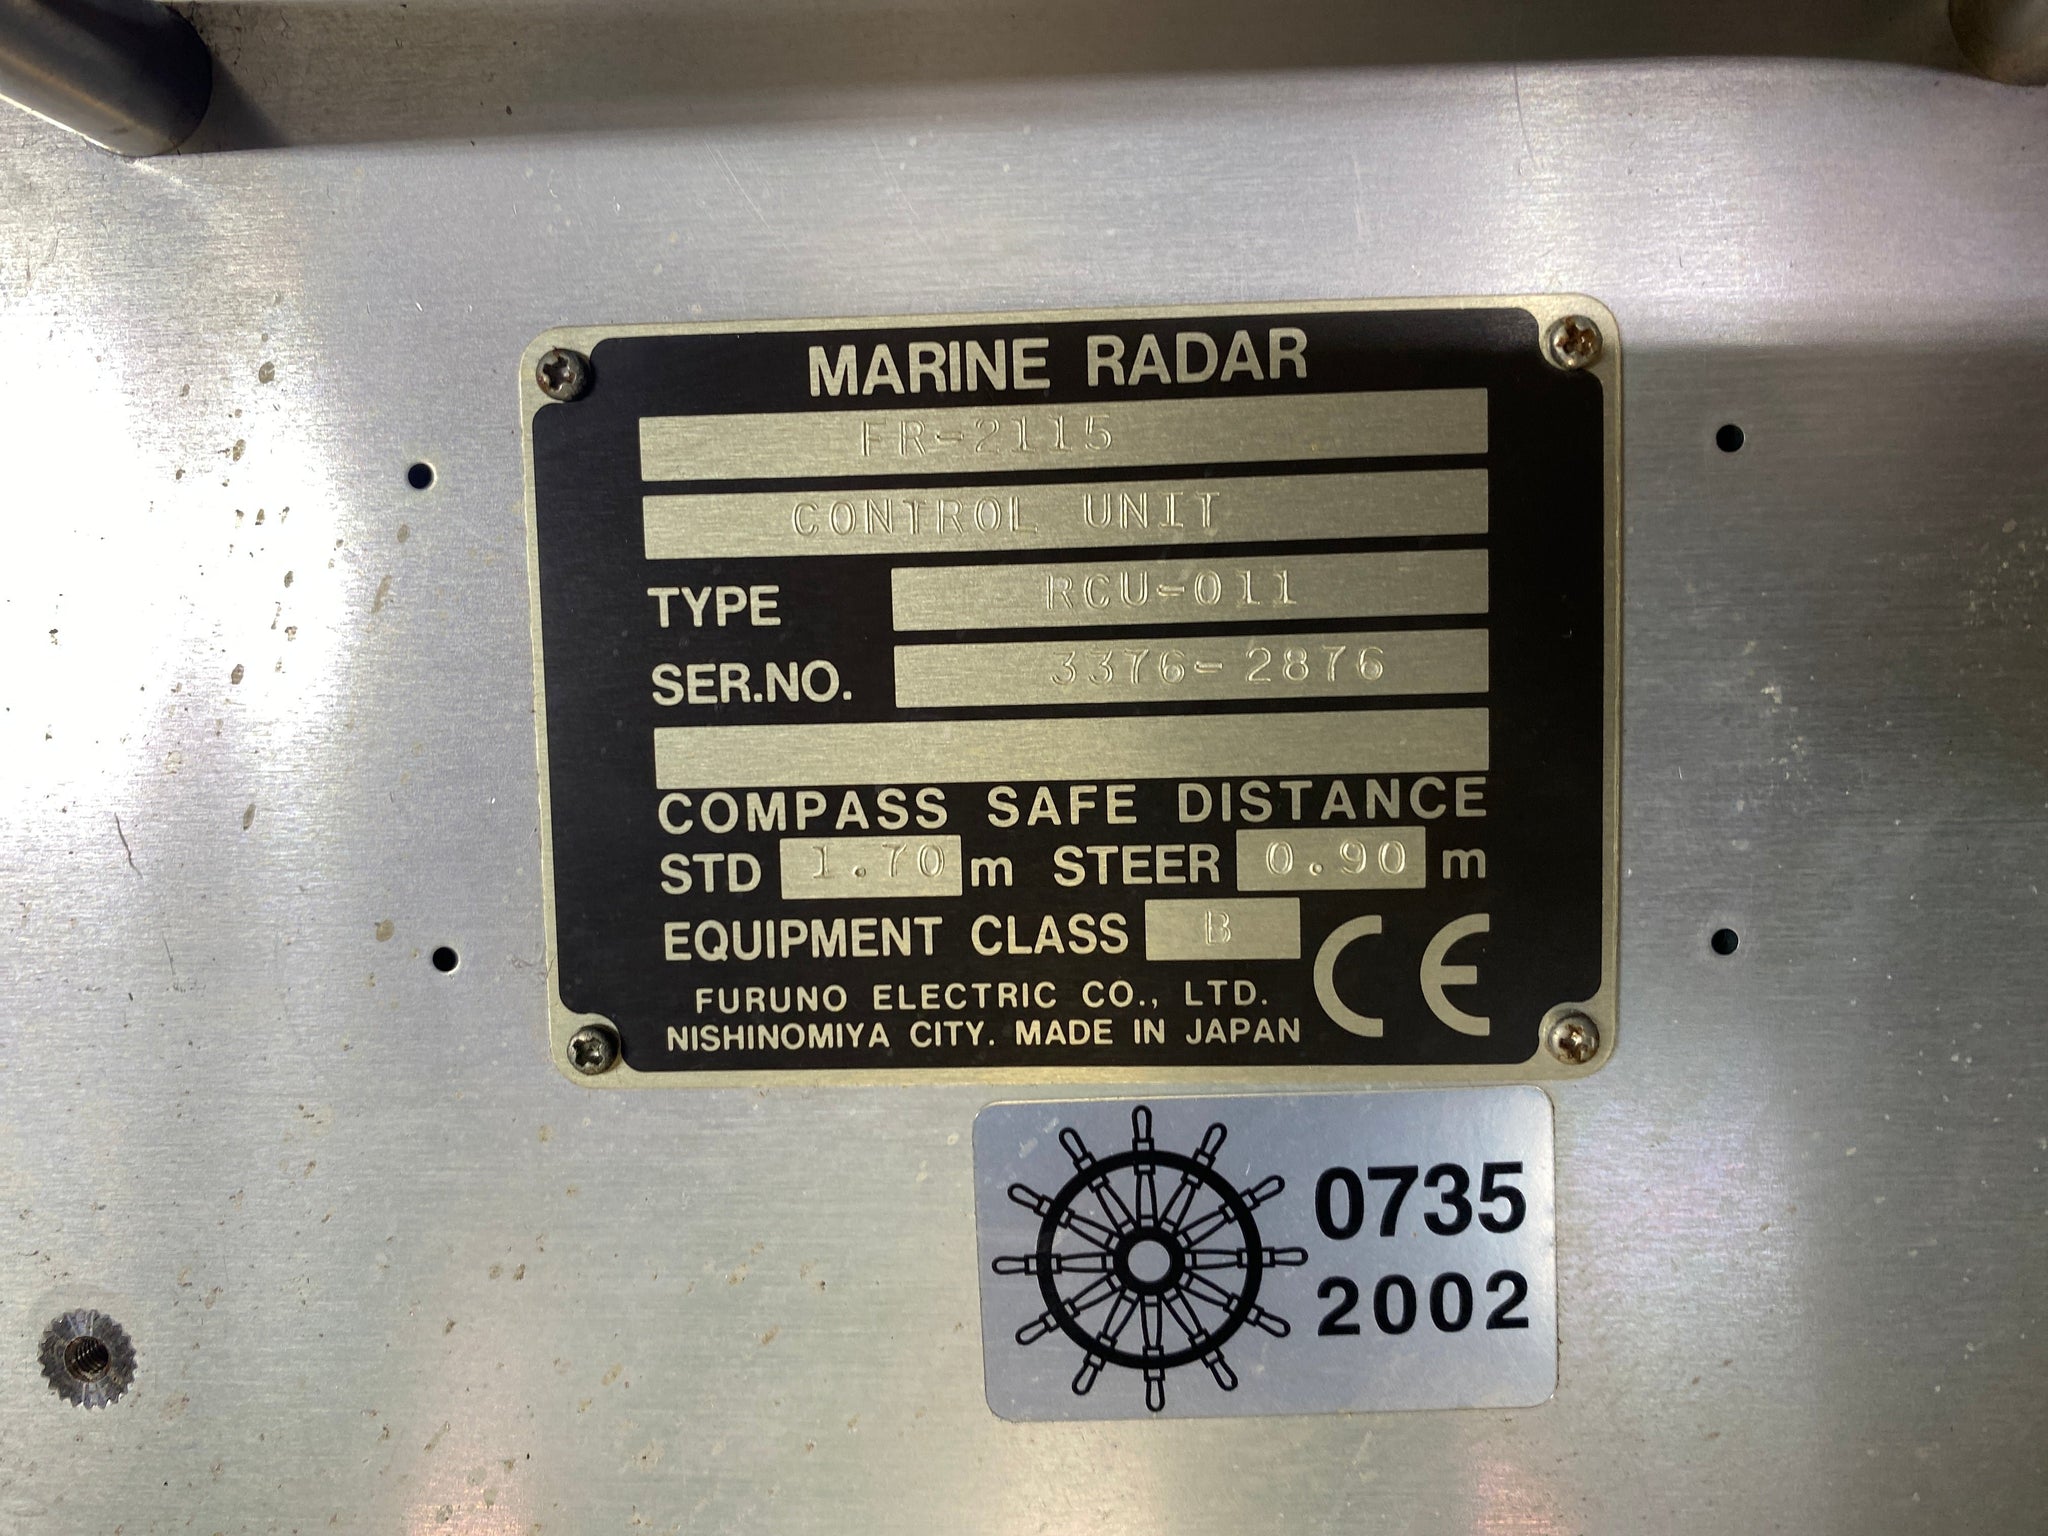 MARINE RADAR
FR-2115
CONTROL UNIT
TYPE RCU-011
SER.NO. 3376-2876
COMPASS SAFE DISTANCE
STD 1.70 m STEER 0.90 m
EQUIPMENT CLASS B
FURUNO ELECTRIC CO., LTD.
NISHINOMIYA CITY. MADE IN JAPAN
CE
0735
2002